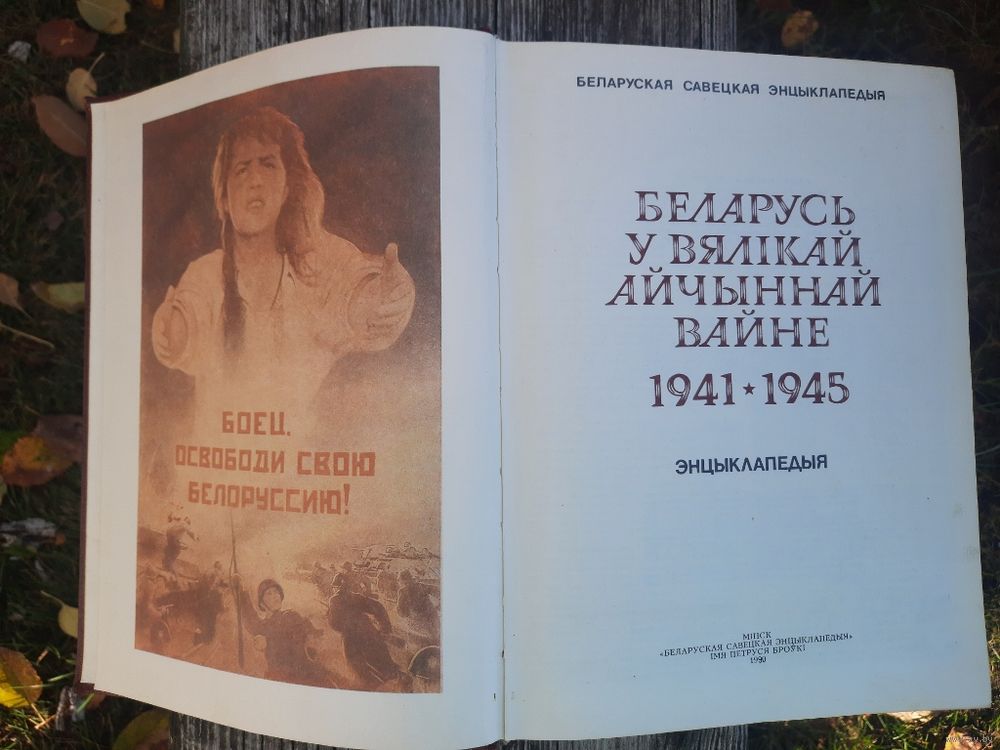 БОЕЦ,
ОСВОБОДИ СВОЮ
БЕЛОРУССИЮ!
БЕЛАРУСКАЯ САВЕЦКАЯ ЭНЦЫКЛАПЕДЫЯ
БЕЛАРУСЬ
У ВЯЛІКАЙ
АЙЧЫННАЙ
ВАЙНЕ
1941★1945
ЭНЦЫКЛАПЕДЫЯ
МІНСК
«БЕЛАРУСКАЯ САВЕЦКАЯ ЭНЦЫКЛАПЕДЫЯ»
ІМЯ ПЕТРУСЯ БРОЎКІ
1990